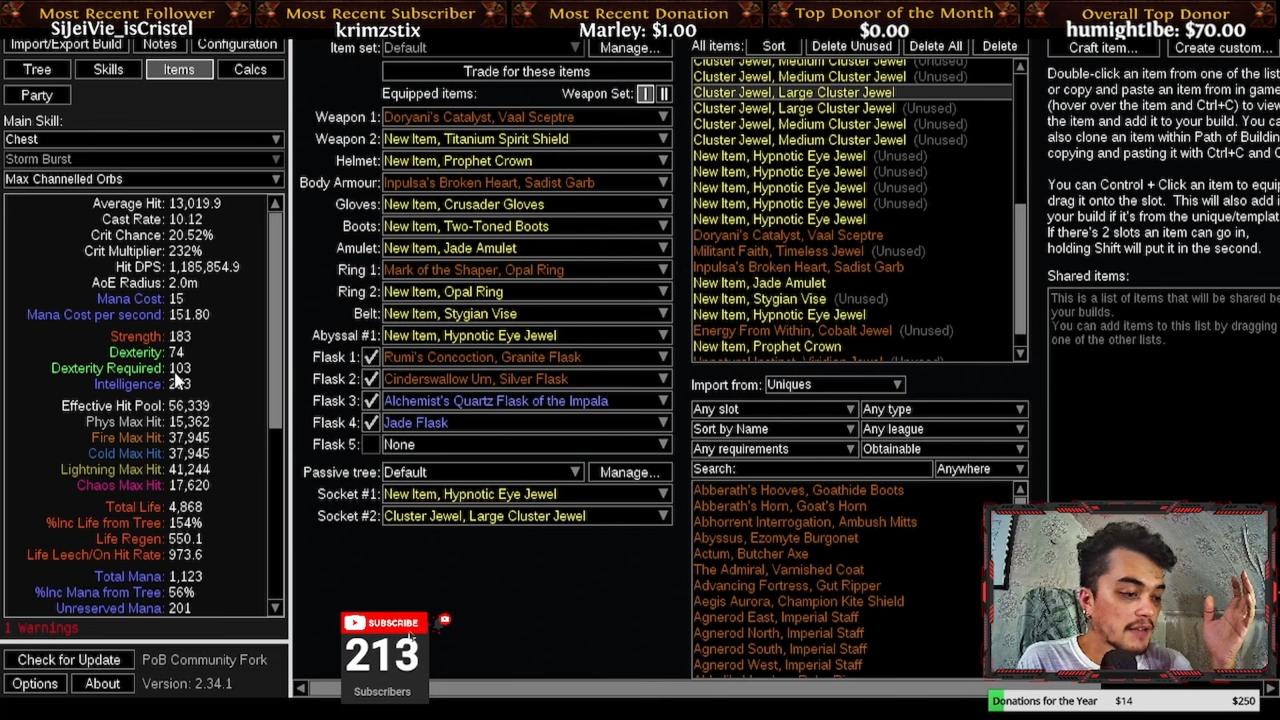 Most Recent Follower
SiJeiVie_isCristel
Most Recent Subscriber
krimzstix
Most Recent Donation
Marley: $1.00
Top Donor of the Month
$0.00
Overall Top Donor
humightlbe: $70.00
Import/Export Build
Notes
Configuration
Tree
Skills
Items
Calcs
Party
Main Skill:
Chest
Storm Burst
Max Channelled Orbs
Average Hit: 13,019.9
Cast Rate: 10.12
Crit Chance: 20.52%
Crit Multiplier: 232%
Hit DPS: 1,185,854.9
AoE Radius: 2.0m
Mana Cost: 15
Mana Cost per second: 151.80
Strength: 183
Dexterity: 74
Dexterity Required: 103
Intelligence:
Effective Hit Pool: 56,339
Phys Max Hit: 15,362
Fire Max Hit: 37,945
Cold Max Hit: 37,945
Lightning Max Hit: 41,244
Chaos Max Hit: 17,620
Total Life: 4,868
%Inc Life from Tree: 154%
Life Regen: 550.1
Life Leech/On Hit Rate: 973.6
Total Mana: 1,123
%Inc Mana from Tree: 56%
Unreserved Mana: 201
1 Warnings
Check for Update
PoB Community Fork
Options
About
Version: 2.34.1
Item set: Default
Manage...
Trade for these items
Equipped items:
Weapon Set: I II
Weapon 1: Doryani's Catalyst, Vaal Sceptre
Weapon 2: New Item, Titanium Spirit Shield
Helmet: New Item, Prophet Crown
Body Armour: Inpulsa's Broken Heart, Sadist Garb
Gloves: New Item, Crusader Gloves
Boots: New Item, Two-Toned Boots
Amulet: New Item, Jade Amulet
Ring 1: Mark of the Shaper, Opal Ring
Ring 2: New Item, Opal Ring
Belt: New Item, Stygian Vise
Abyssal #1: New Item, Hypnotic Eye Jewel
Flask 1: Rumi's Concoction, Granite Flask
Flask 2: Cinderswallow Urn, Silver Flask
Flask 3: Alchemist's Quartz Flask of the Impala
Flask 4: Jade Flask
Flask 5: None
Passive tree: Default
Manage...
Socket #1: New Item, Hypnotic Eye Jewel
Socket #2: Cluster Jewel, Large Cluster Jewel
SUBSCRIBE
213
Subscribers
All items:
Sort
Delete Unused
Delete All
Delete
Cluster Jewel, Medium Cluster Jewel (Unused)
Cluster Jewel, Medium Cluster Jewel (Unused)
Cluster Jewel, Large Cluster Jewel
Cluster Jewel, Large Cluster Jewel (Unused)
Cluster Jewel, Medium Cluster Jewel (Unused)
Cluster Jewel, Medium Cluster Jewel (Unused)
New Item, Hypnotic Eye Jewel (Unused)
New Item, Hypnotic Eye Jewel (Unused)
New Item, Hypnotic Eye Jewel (Unused)
New Item, Hypnotic Eye Jewel (Unused)
New Item, Hypnotic Eye Jewel
Doryani's Catalyst, Vaal Sceptre
Militant Faith, Timeless Jewel (Unused)
Inpulsa's Broken Heart, Sadist Garb
New Item, Jade Amulet
New Item, Stygian Vise (Unused)
New Item, Hypnotic Eye Jewel
Energy From Within, Cobalt Jewel (Unused)
New Item, Prophet Crown
Unnatural Instinct, Viridian Jewel (Unused)
Import from: Uniques
Any slot
Any type
Sort by Name
Any league
Any requirements
Obtainable
Search:
Anywhere
Abberath's Hooves, Goathide Boots
Abberath's Horn, Goat's Horn
Abhorrent Interrogation, Ambush Mitts
Abyssus, Ezomyte Burgonet
Actum, Butcher Axe
The Admiral, Varnished Coat
Advancing Fortress, Gut Ripper
Aegis Aurora, Champion Kite Shield
Agnerod East, Imperial Staff
Agnerod North, Imperial Staff
Agnerod South, Imperial Staff
Agnerod West, Imperial Staff
Craft item...
Create custom...
Double-click an item from one of the list
or copy and paste an item from in game
(hover over the item and Ctrl+C) to view
the item and add it to your build. You ca
also clone an item within Path of Buildin
copying and pasting it with Ctrl+C and C
You can Control + Click an item to equip
drag it onto the slot. This will also add i
your build if it's from the unique/templat
If there's 2 slots an item can go in,
holding Shift will put it in the second.
Shared items:
This is a list of items that will be shared be
your builds.
You can add items to this list by dragging
one of the other lists.
Donations for the Year
$14
$250